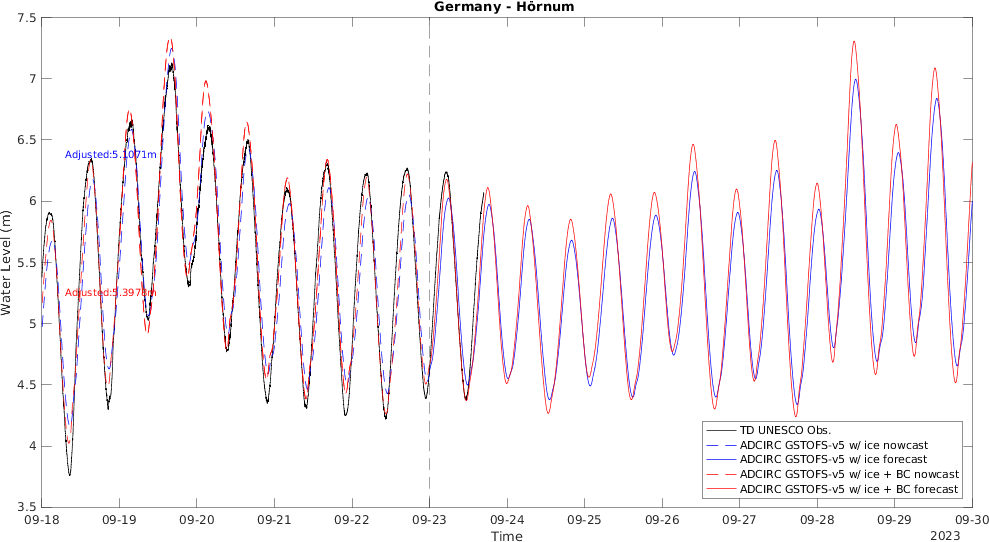 Germany - Hörnum
7.5
7
6.5
6
5.5
5
4.5
4
3.5
Water Level (m)
Adjusted:5.1071m
Adjusted:5.3973m
TD UNESCO Obs.
ADCIRC GSTOFS-v5 w/ ice nowcast
ADCIRC GSTOFS-v5 w/ ice forecast
ADCIRC GSTOFS-v5 w/ ice + BC nowcast
ADCIRC GSTOFS-v5 w/ ice + BC forecast
09-18 09-19 09-20 09-21 09-22 09-23 09-24 09-25 09-26 09-27 09-28 09-29 09-30
Time
2023